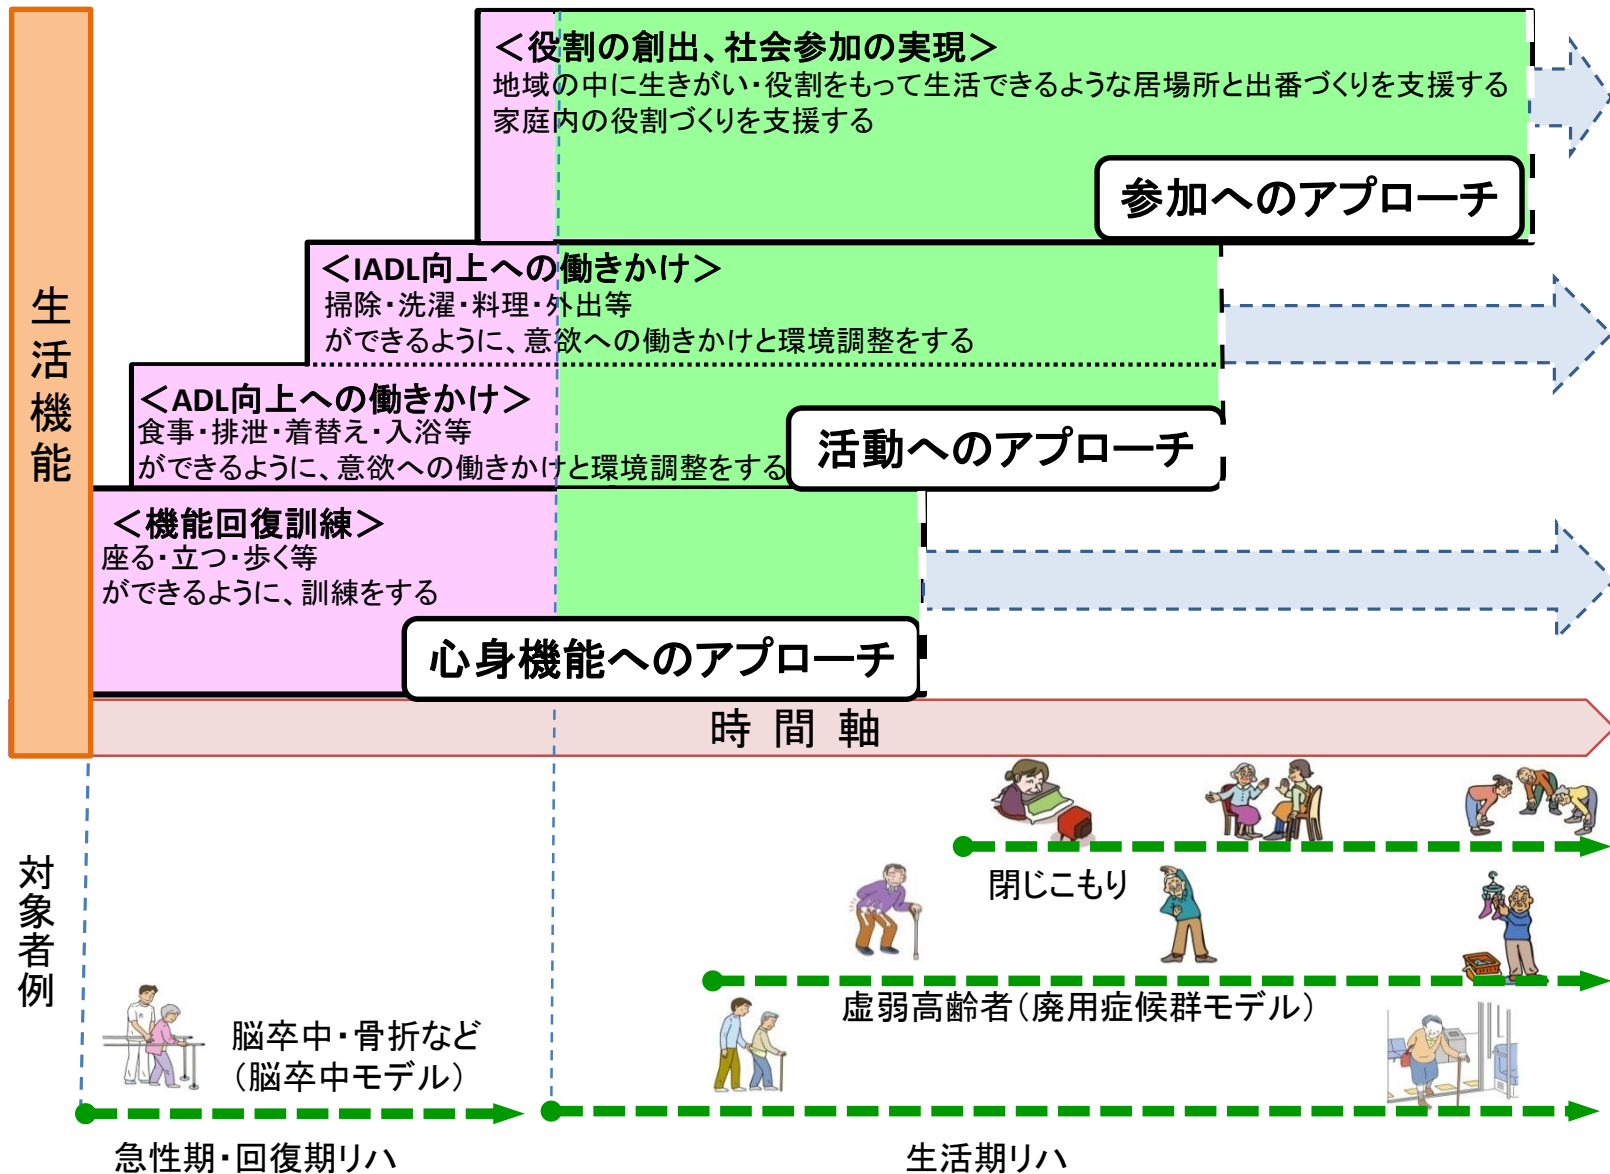 生活機能
＜役割の創出、社会参加の実現＞
地域の中に生きがい・役割をもって生活できるような居場所と出番づくりを支援する
家庭内の役割づくりを支援する
参加へのアプローチ
＜IADL向上への働きかけ＞
掃除・洗濯・料理・外出等
ができるように、意欲への働きかけと環境調整をする
＜ADL向上への働きかけ＞
食事・排泄・着替え・入浴等
ができるように、意欲への働きかけと環境調整をする
活動へのアプローチ
＜機能回復訓練＞
座る・立つ・歩く等
ができるように、訓練をする
心身機能へのアプローチ
時間軸
対象者例
閉じこもり
虚弱高齢者（廃用症候群モデル）
脳卒中・骨折など
（脳卒中モデル）
急性期・回復期リハ
生活期リハ